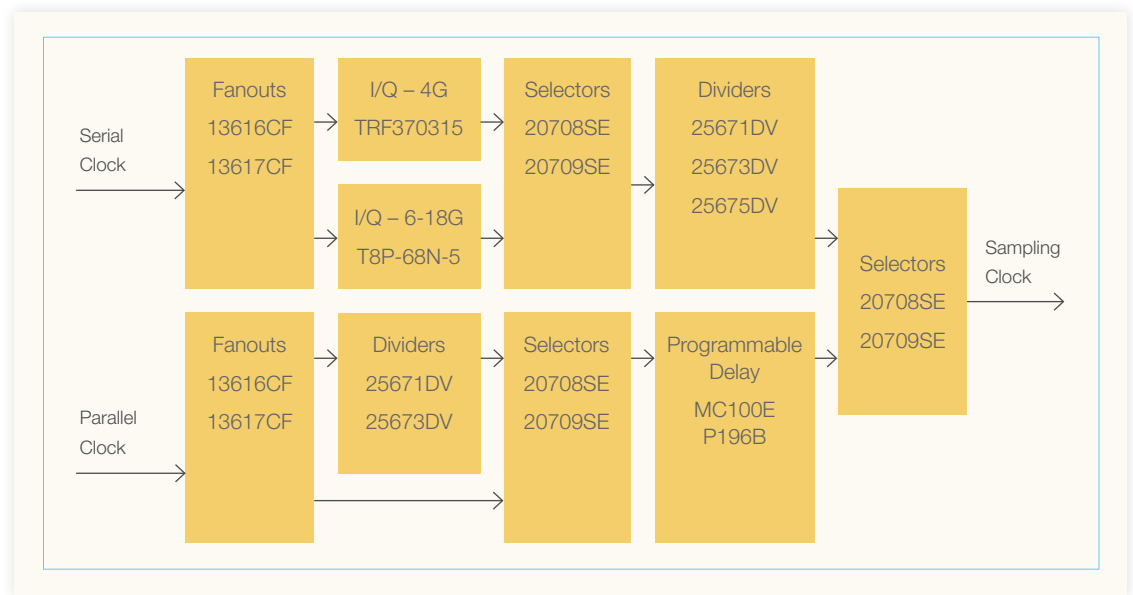 Serial
Clock
Fanouts
13616CF
13617CF
I/Q – 4G
TRF370315
I/Q – 6-18G
T8P-68N-5
Selectors
20708SE
20709SE
Dividers
25671DV
25673DV
25675DV
Selectors
20708SE
20709SE
Sampling
Clock
Parallel
Clock
Fanouts
13616CF
13617CF
Dividers
25671DV
25673DV
Selectors
20708SE
20709SE
Programmable
Delay
MC100E
P196B